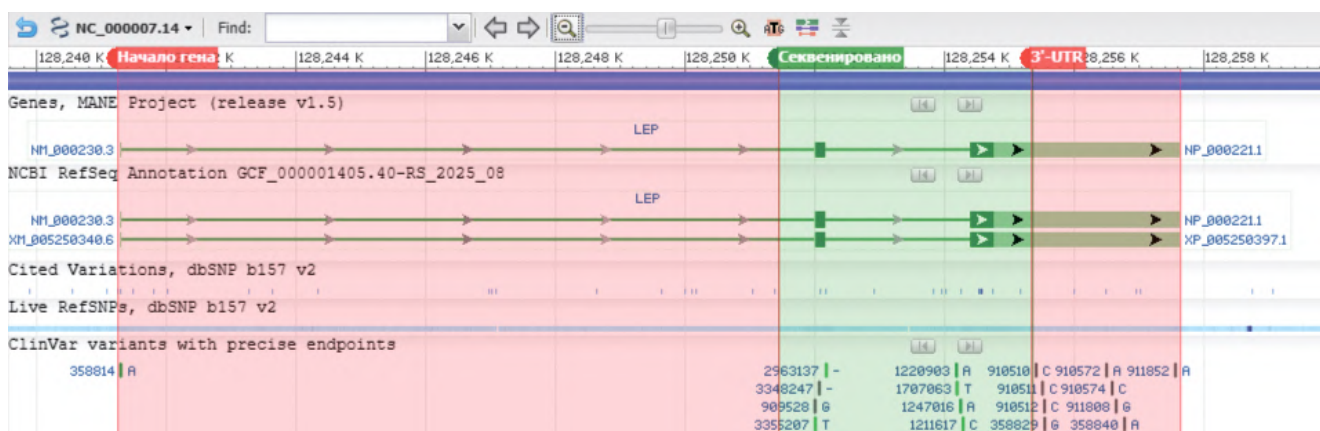 NC_000007.14 Find:
128,240 K Начало гена K 128,244 K 128,246 K 128,248 K 128,250 K Секвенировано 128,254 K 3'-UTR 28,256 K 128,258 K
Genes, MANE Project (release v1.5)
LEP
NM_000230.3 NP_000221.1
NCBI RefSeq Annotation GCF_000001405.40-RS_2025_08
LEP
NM_000230.3 NP_000221.1
XM_005250340.6 XP_005250397.1
Cited Variations, dbSNP b157 v2
Live RefSNPs, dbSNP b157 v2
ClinVar variants with precise endpoints
358814 A 2963137 - 1220903 A 910510 C 910572 A 911852 A
3348247 - 1707063 T 910511 C 910574 C
909528 G 1247016 A 910512 C 911808 G
3355207 T 1211617 C 358829 G 358840 A